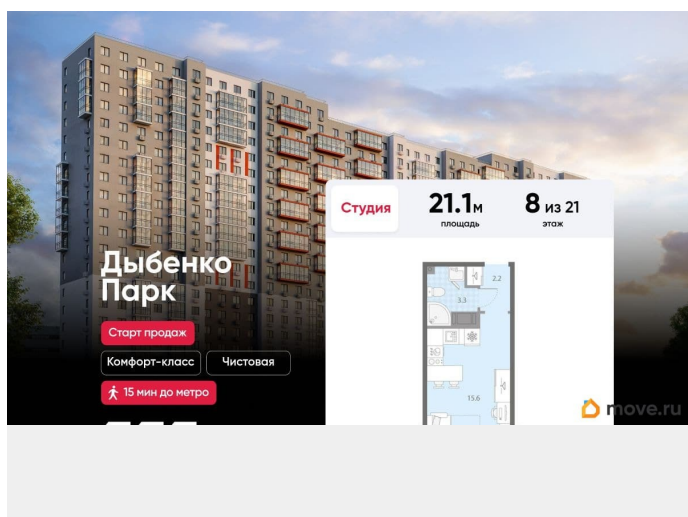 Студия
21.1м
площадь
8 из 21
этаж
Дыбенко
Парк
Старт продаж
Комфорт-класс
Чистовая
15 мин до метро
2.2
3.3
15.6
move.ru